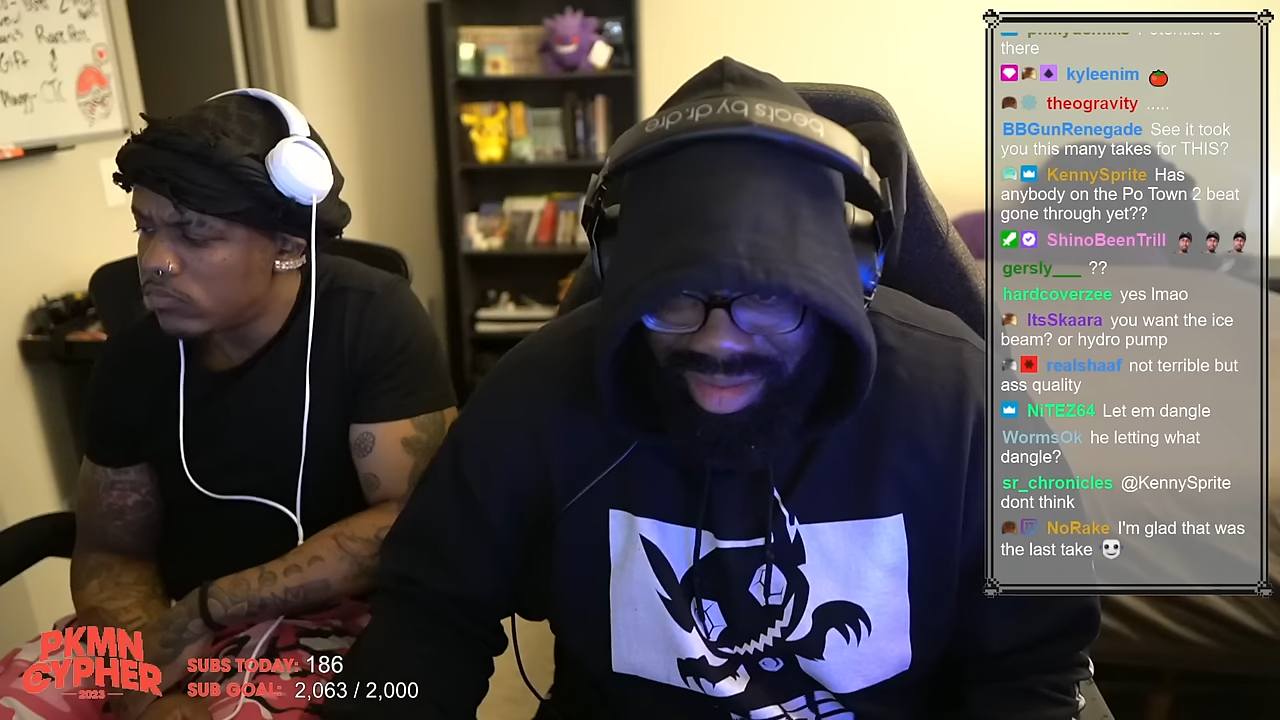 Rare Pen
Gift
beats by dr.dre
there
kyleenim
theogravity .....
BBGunRenegade See it took
you this many takes for THIS?
KennySprite Has
anybody on the Po Town 2 beat
gone through yet??
ShinoBeenTrill
gersly___ ??
hardcoverzee yes lmao
ItsSkaara you want the ice
beam? or hydro pump
realshaaf not terrible but
ass quality
NiTEZ64 Let em dangle
WormsOk he letting what
dangle?
sr_chronicles @KennySprite
dont think
NoRake I'm glad that was
the last take
PKMN
CYPHER
2023
SUBS TODAY: 186
SUB GOAL: 2,063 / 2,000